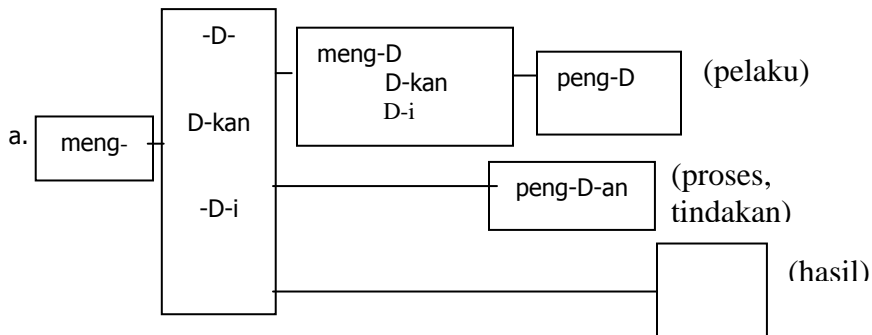 -D-
meng-D
D-kan
D-i
peng-D
(pelaku)
a.
meng-
D-kan
-D-i
peng-D-an
(proses,
tindakan)
(hasil)